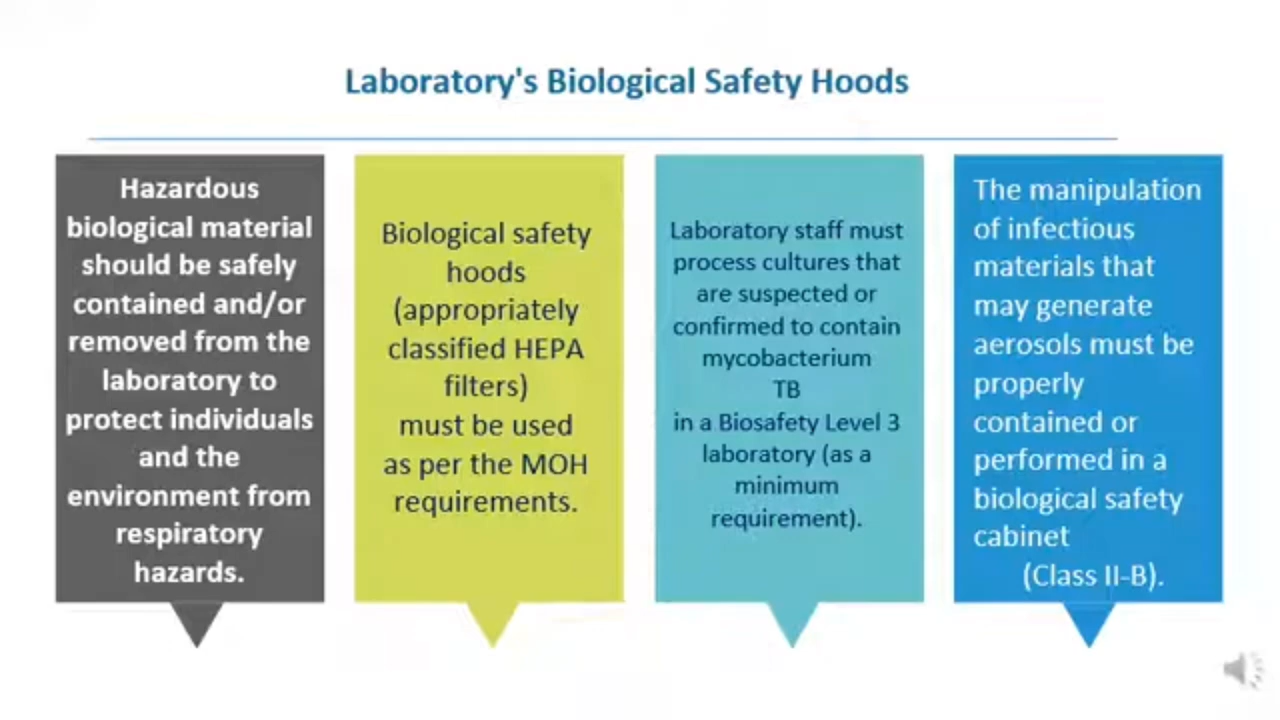 Laboratory's Biological Safety Hoods
Hazardous
biological material
should be safely
contained and/or
removed from the
laboratory to
protect individuals
and the
environment from
respiratory
hazards.
Biological safety
hoods
(appropriately
classified HEPA
filters)
must be used
as per the MOH
requirements.
Laboratory staff must
process cultures that
are suspected or
confirmed to contain
mycobacterium
TB
in a Biosafety Level 3
laboratory (as a
minimum
requirement).
The manipulation
of infectious
materials that
may generate
aerosols must be
properly
contained or
performed in a
biological safety
cabinet
(Class II-B).